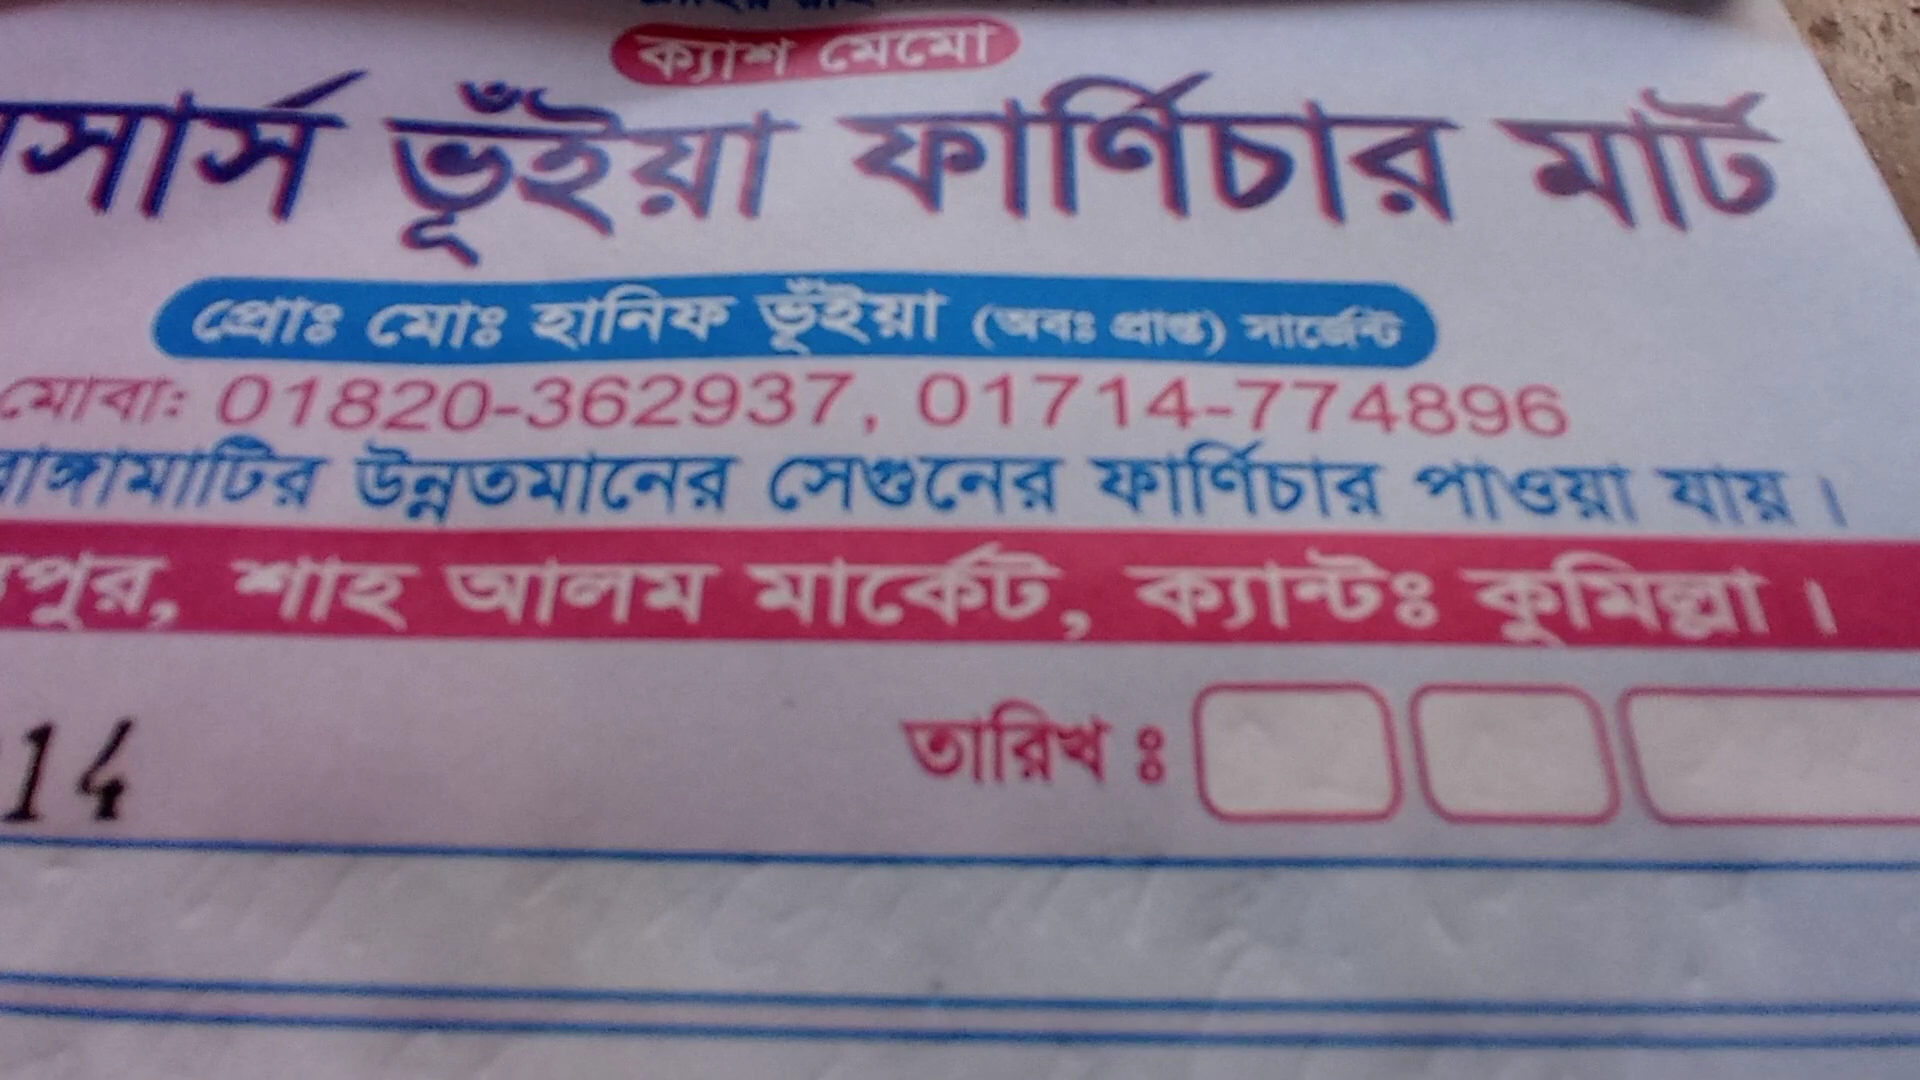 ক্যাশ মেমো
সার্স ভূঁইয়া ফার্ণিচার মার্ট
প্রোঃ মোঃ হানিফ ভূঁইয়া (অবঃ প্রাপ্ত) সার্জেন্ট
মোবা: 01820-362937, 01714-774896
রাঙ্গামাটির উন্নতমানের সেগুনের ফার্ণিচার পাওয়া যায়।
পুর, শাহ আলম মার্কেট, ক্যান্টঃ কুমিল্লা।
14 তারিখ ঃ